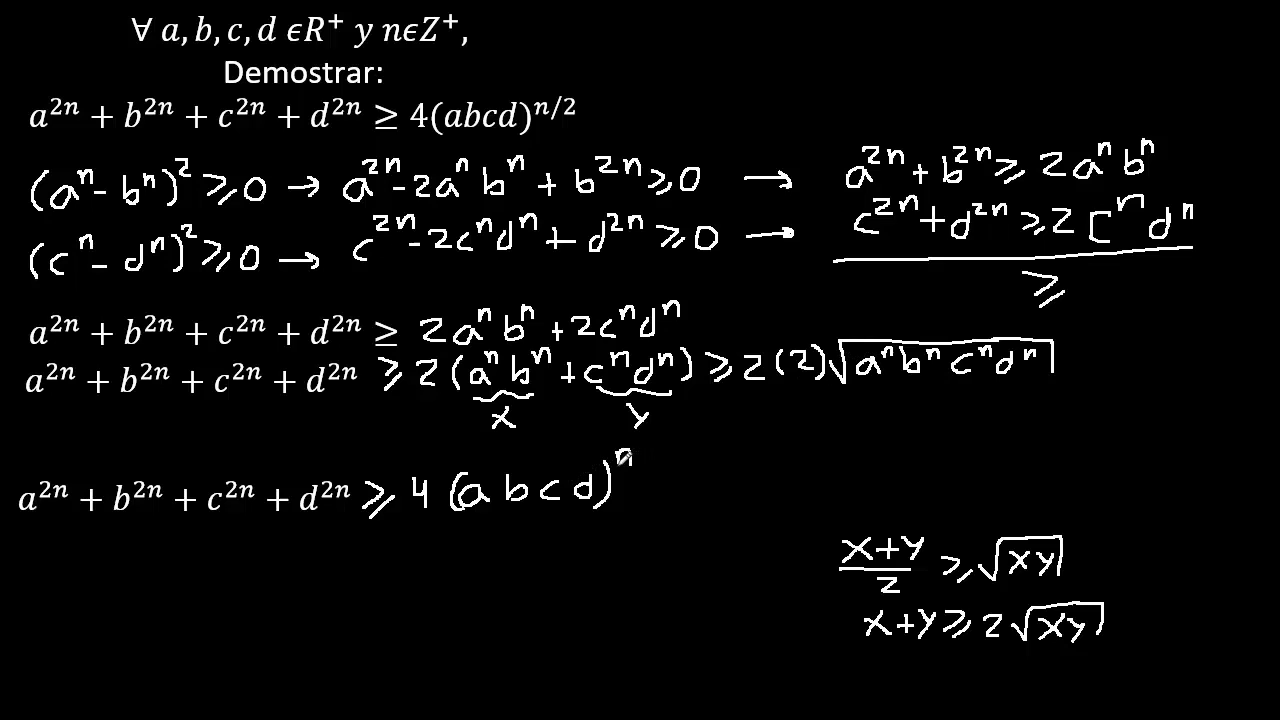 ∀ a, b, c, d ϵR⁺ y nϵZ⁺,
Demostrar:
a²ⁿ + b²ⁿ + c²ⁿ + d²ⁿ ≥ 4(abcd)^{n/2}
(aⁿ - bⁿ)² ≥ 0 → a²ⁿ - 2aⁿbⁿ + b²ⁿ ≥ 0 → a²ⁿ + b²ⁿ ≥ 2aⁿbⁿ
(cⁿ - dⁿ)² ≥ 0 → c²ⁿ - 2cⁿdⁿ + d²ⁿ ≥ 0 → c²ⁿ + d²ⁿ ≥ 2cⁿdⁿ
≥
a²ⁿ + b²ⁿ + c²ⁿ + d²ⁿ ≥ 2aⁿbⁿ + 2cⁿdⁿ
a²ⁿ + b²ⁿ + c²ⁿ + d²ⁿ ≥ 2(aⁿbⁿ + cⁿdⁿ) ≥ 2(2)√(aⁿbⁿcⁿdⁿ)
x y
a²ⁿ + b²ⁿ + c²ⁿ + d²ⁿ ≥ 4(abcd)ⁿ
(x+y)/2 ≥ √(xy)
x+y ≥ 2√(xy)